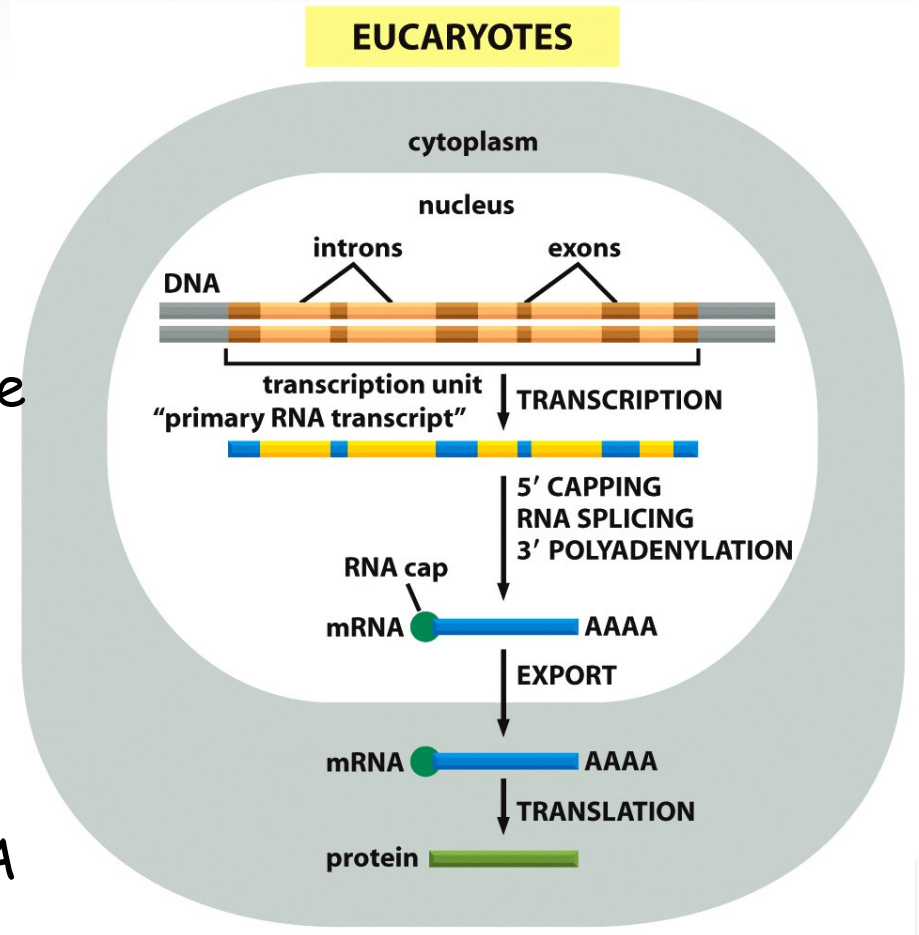 EUCARYOTES
cytoplasm
nucleus
introns
exons
DNA
e
transcription unit
TRANSCRIPTION
“primary RNA transcript”
5′ CAPPING
RNA SPLICING
3′ POLYADENYLATION
RNA cap
mRNA
AAAA
EXPORT
mRNA
AAAA
TRANSLATION
A
protein